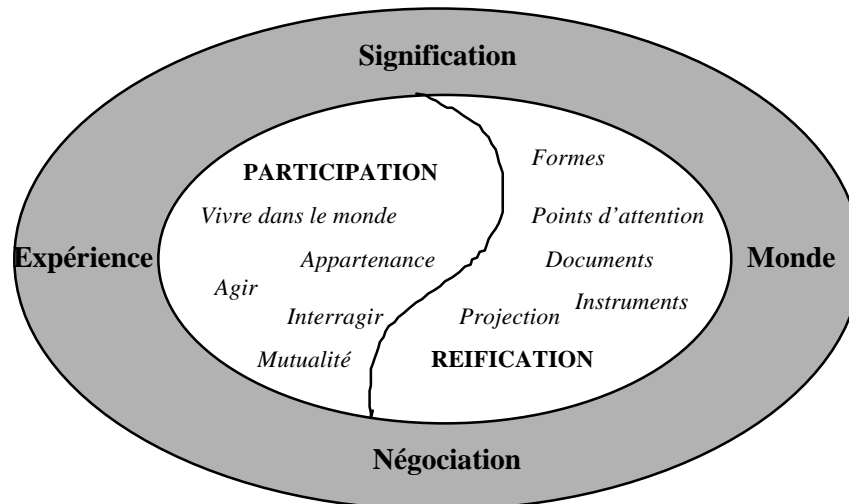 Signification
Formes
PARTICIPATION
Vivre dans le monde
Points d’attention
Expérience
Appartenance
Documents
Monde
Agir
Instruments
Interragir
Projection
Mutualité
REIFICATION
Négociation